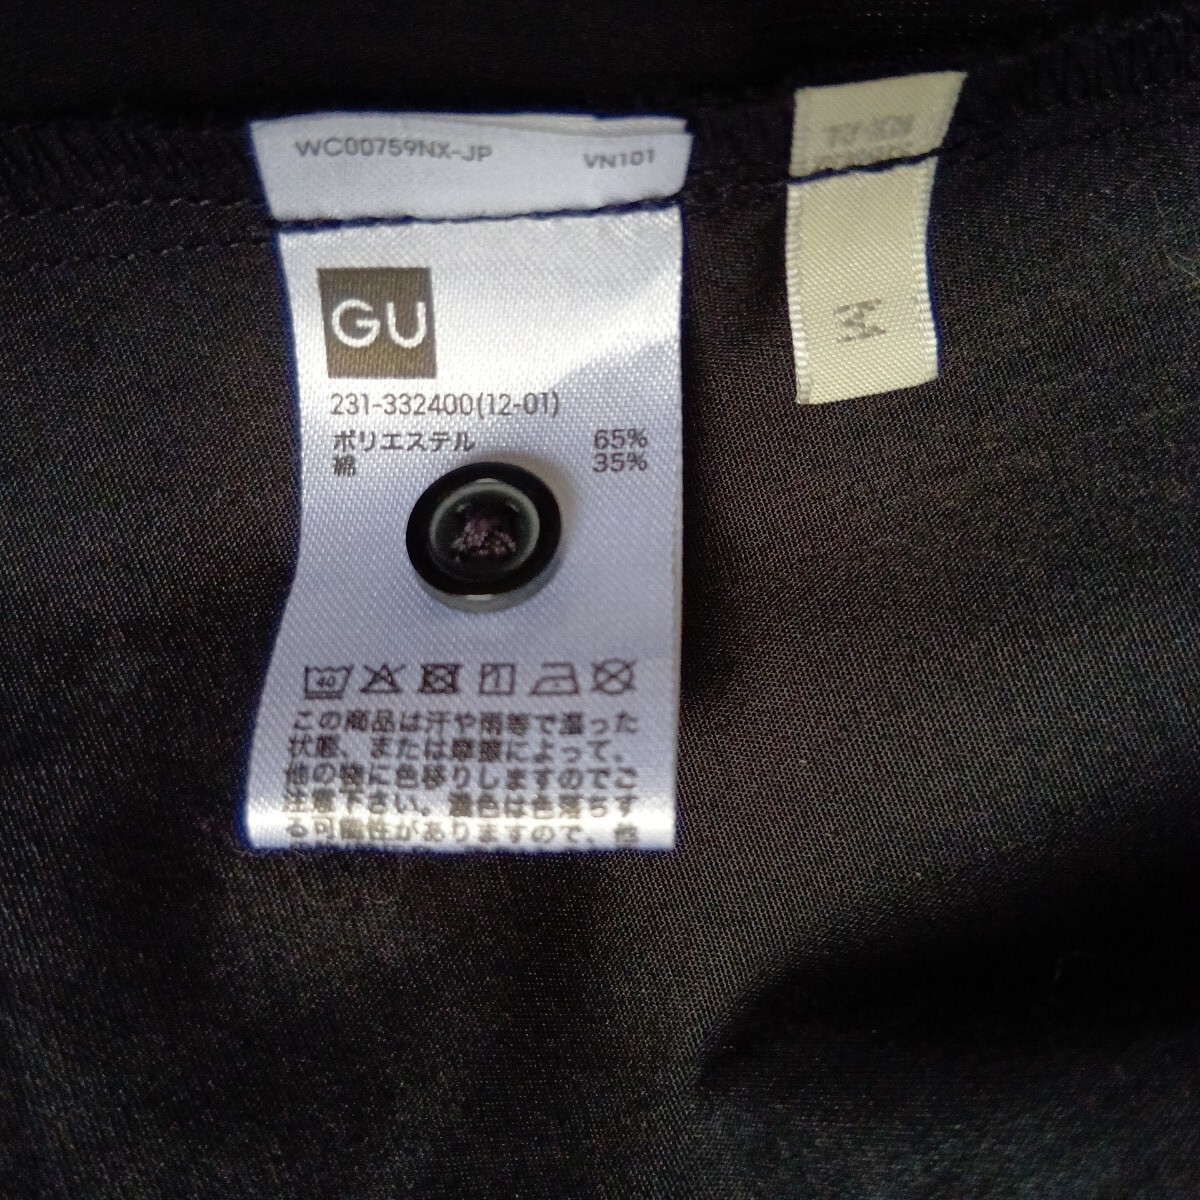 WC00759NX-JP
VN101
GU
231-332400(12-01)
ポリエステル 65%
綿 35%
40
この商品は汗や雨等で湿った
状態、または摩擦によって、
他の物に色移りしますのでご
注意下さい。濃色は色落ちす
る可能性がありますので、他
M